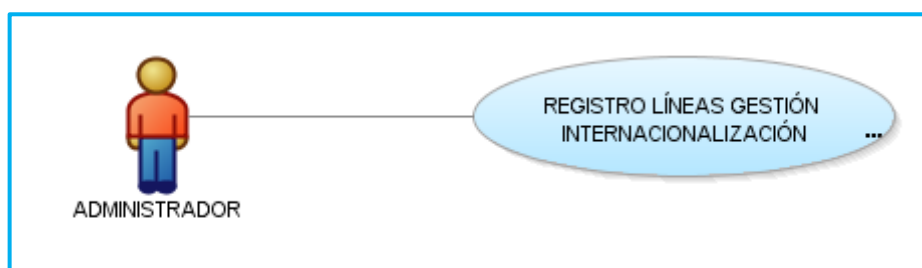 REGISTRO LÍNEAS GESTIÓN
INTERNACIONALIZACIÓN
...
ADMINISTRADOR